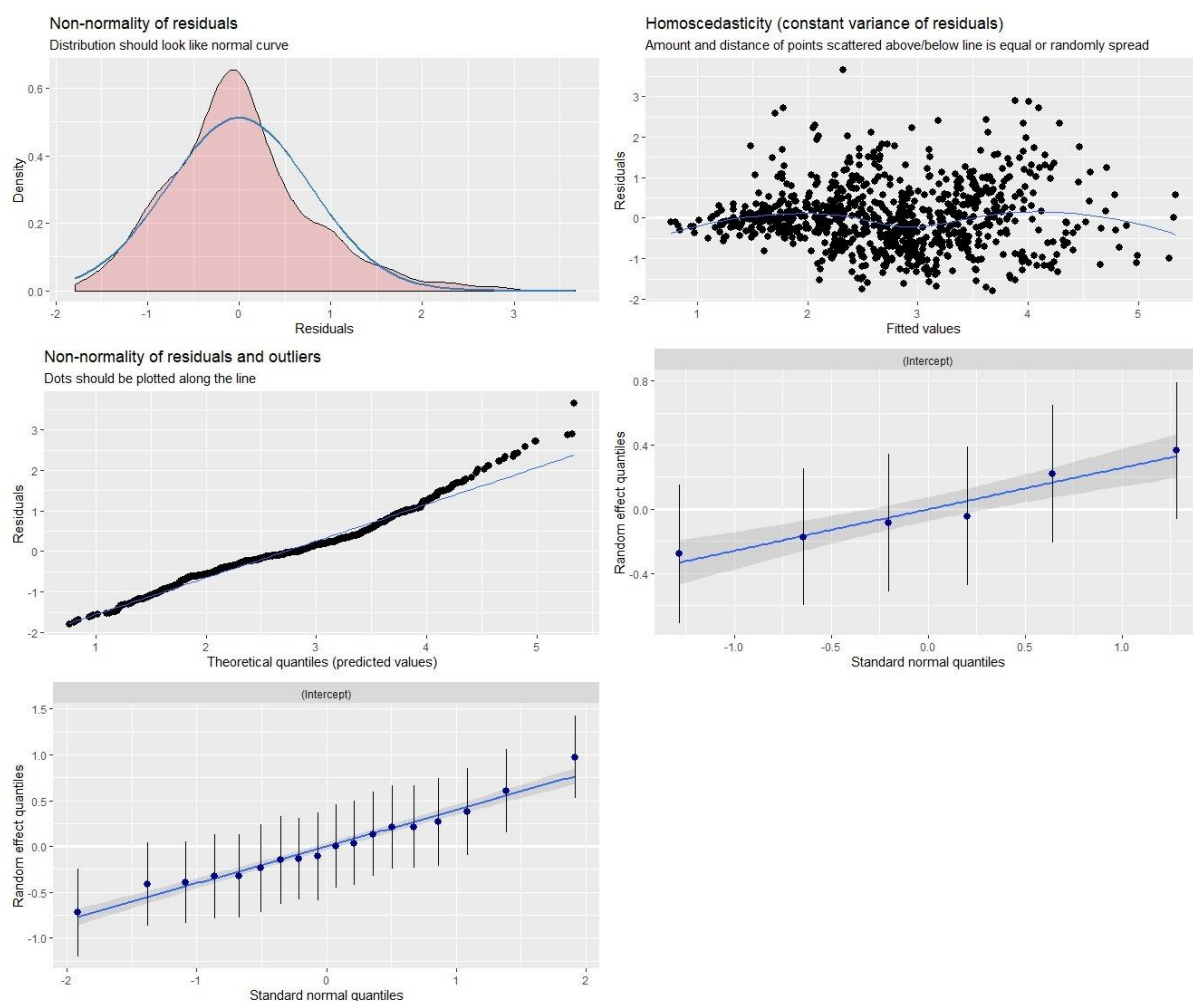 Non-normality of residuals
Distribution should look like normal curve
Density
0.6
0.4
0.2
0.0
-2 -1 0 1 2 3
Residuals
Homoscedasticity (constant variance of residuals)
Amount and distance of points scattered above/below line is equal or randomly spread
Residuals
3
2
1
0
-1
-2
1 2 3 4 5
Fitted values
Non-normality of residuals and outliers
Dots should be plotted along the line
Residuals
3
2
1
0
-1
-2
1 2 3 4 5
Theoretical quantiles (predicted values)
(Intercept)
Random effect quantiles
0.8
0.4
0.0
-0.4
-1.0 -0.5 0.0 0.5 1.0
Standard normal quantiles
(Intercept)
Random effect quantiles
1.5
1.0
0.5
0.0
-0.5
-1.0
-2 -1 0 1 2
Standard normal quantiles